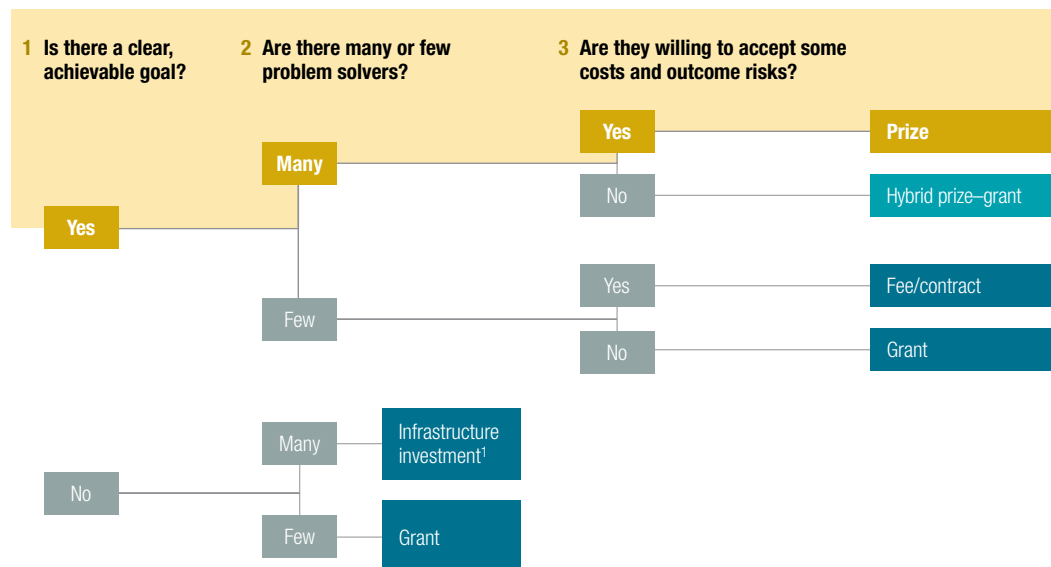 1 Is there a clear,
achievable goal?
2 Are there many or few
problem solvers?
3 Are they willing to accept some
costs and outcome risks?
Yes
Prize
Many
No
Hybrid prize–grant
Yes
Yes
Fee/contract
Few
No
Grant
Many
Infrastructure
investment1
No
Few
Grant